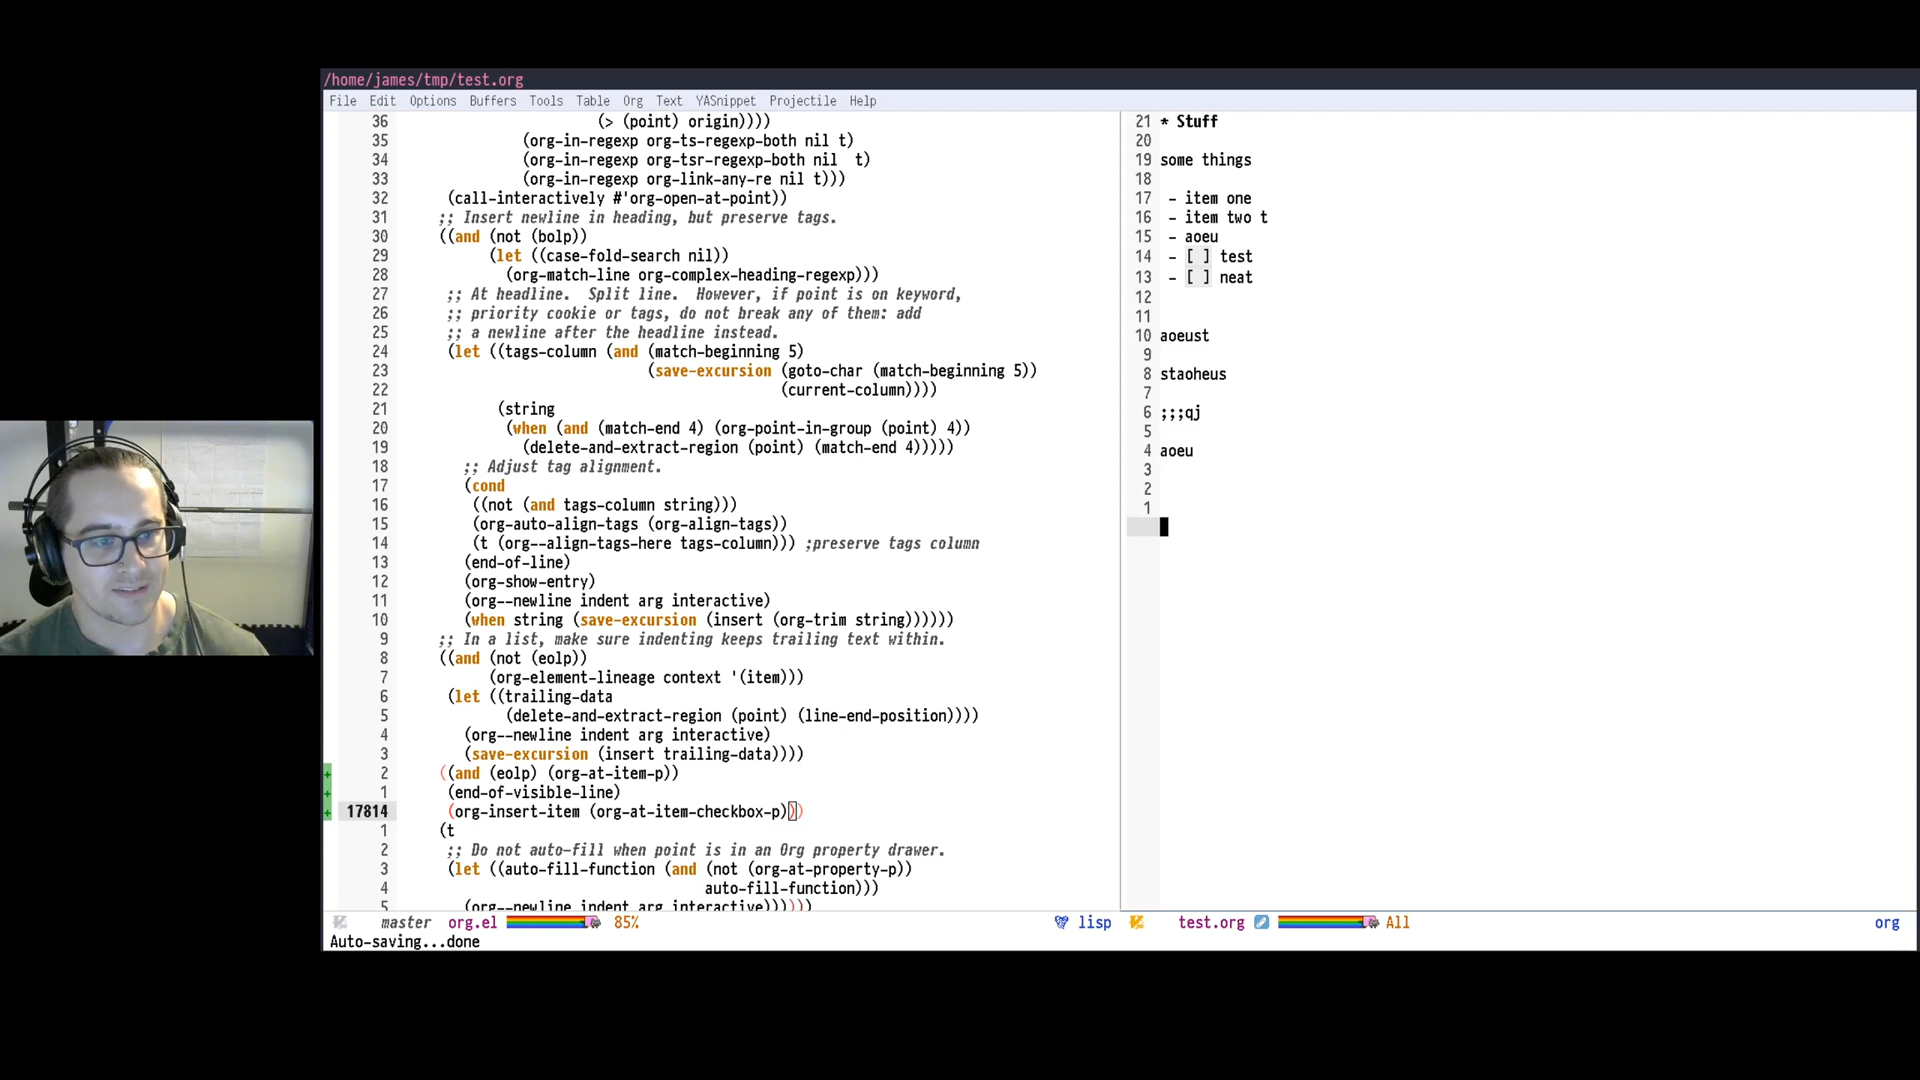 /home/james/tmp/test.org
File Edit Options Buffers Tools Table Org Text YASnippet Projectile Help
36 (> (point) origin))))
35 (org-in-regexp org-ts-regexp-both nil t)
34 (org-in-regexp org-tsr-regexp-both nil  t)
33 (org-in-regexp org-link-any-re nil t)))
32 (call-interactively #'org-open-at-point))
31 ;; Insert newline in heading, but preserve tags.
30 ((and (not (bolp))
29 (let ((case-fold-search nil))
28 (org-match-line org-complex-heading-regexp)))
27 ;; At headline.  Split line.  However, if point is on keyword,
26 ;; priority cookie or tags, do not break any of them: add
25 ;; a newline after the headline instead.
24 (let ((tags-column (and (match-beginning 5)
23 (save-excursion (goto-char (match-beginning 5))
22 (current-column))))
21 (string
20 (when (and (match-end 4) (org-point-in-group (point) 4))
19 (delete-and-extract-region (point) (match-end 4)))))
18 ;; Adjust tag alignment.
17 (cond
16 ((not (and tags-column string)))
15 (org-auto-align-tags (org-align-tags))
14 (t (org--align-tags-here tags-column))) ;preserve tags column
13 (end-of-line)
12 (org-show-entry)
11 (org--newline indent arg interactive)
10 (when string (save-excursion (insert (org-trim string))))))
9 ;; In a list, make sure indenting keeps trailing text within.
8 ((and (not (eolp))
7 (org-element-lineage context '(item)))
6 (let ((trailing-data
5 (delete-and-extract-region (point) (line-end-position))))
4 (org--newline indent arg interactive)
3 (save-excursion (insert trailing-data))))
+ 2 ((and (eolp) (org-at-item-p))
+ 1 (end-of-visible-line)
+ 17814 (org-insert-item (org-at-item-checkbox-p)))
1 (t
2 ;; Do not auto-fill when point is in an Org property drawer.
3 (let ((auto-fill-function (and (not (org-at-property-p))
4 auto-fill-function)))
5 (org--newline indent arg interactive))))))
master org.el 85% lisp
Auto-saving...done
21 * Stuff
20
19 some things
18
17 - item one
16 - item two t
15 - aoeu
14 - [ ] test
13 - [ ] neat
12
11
10 aoeust
9
8 staoheus
7
6 ;;;qj
5
4 aoeu
3
2
1
test.org All org